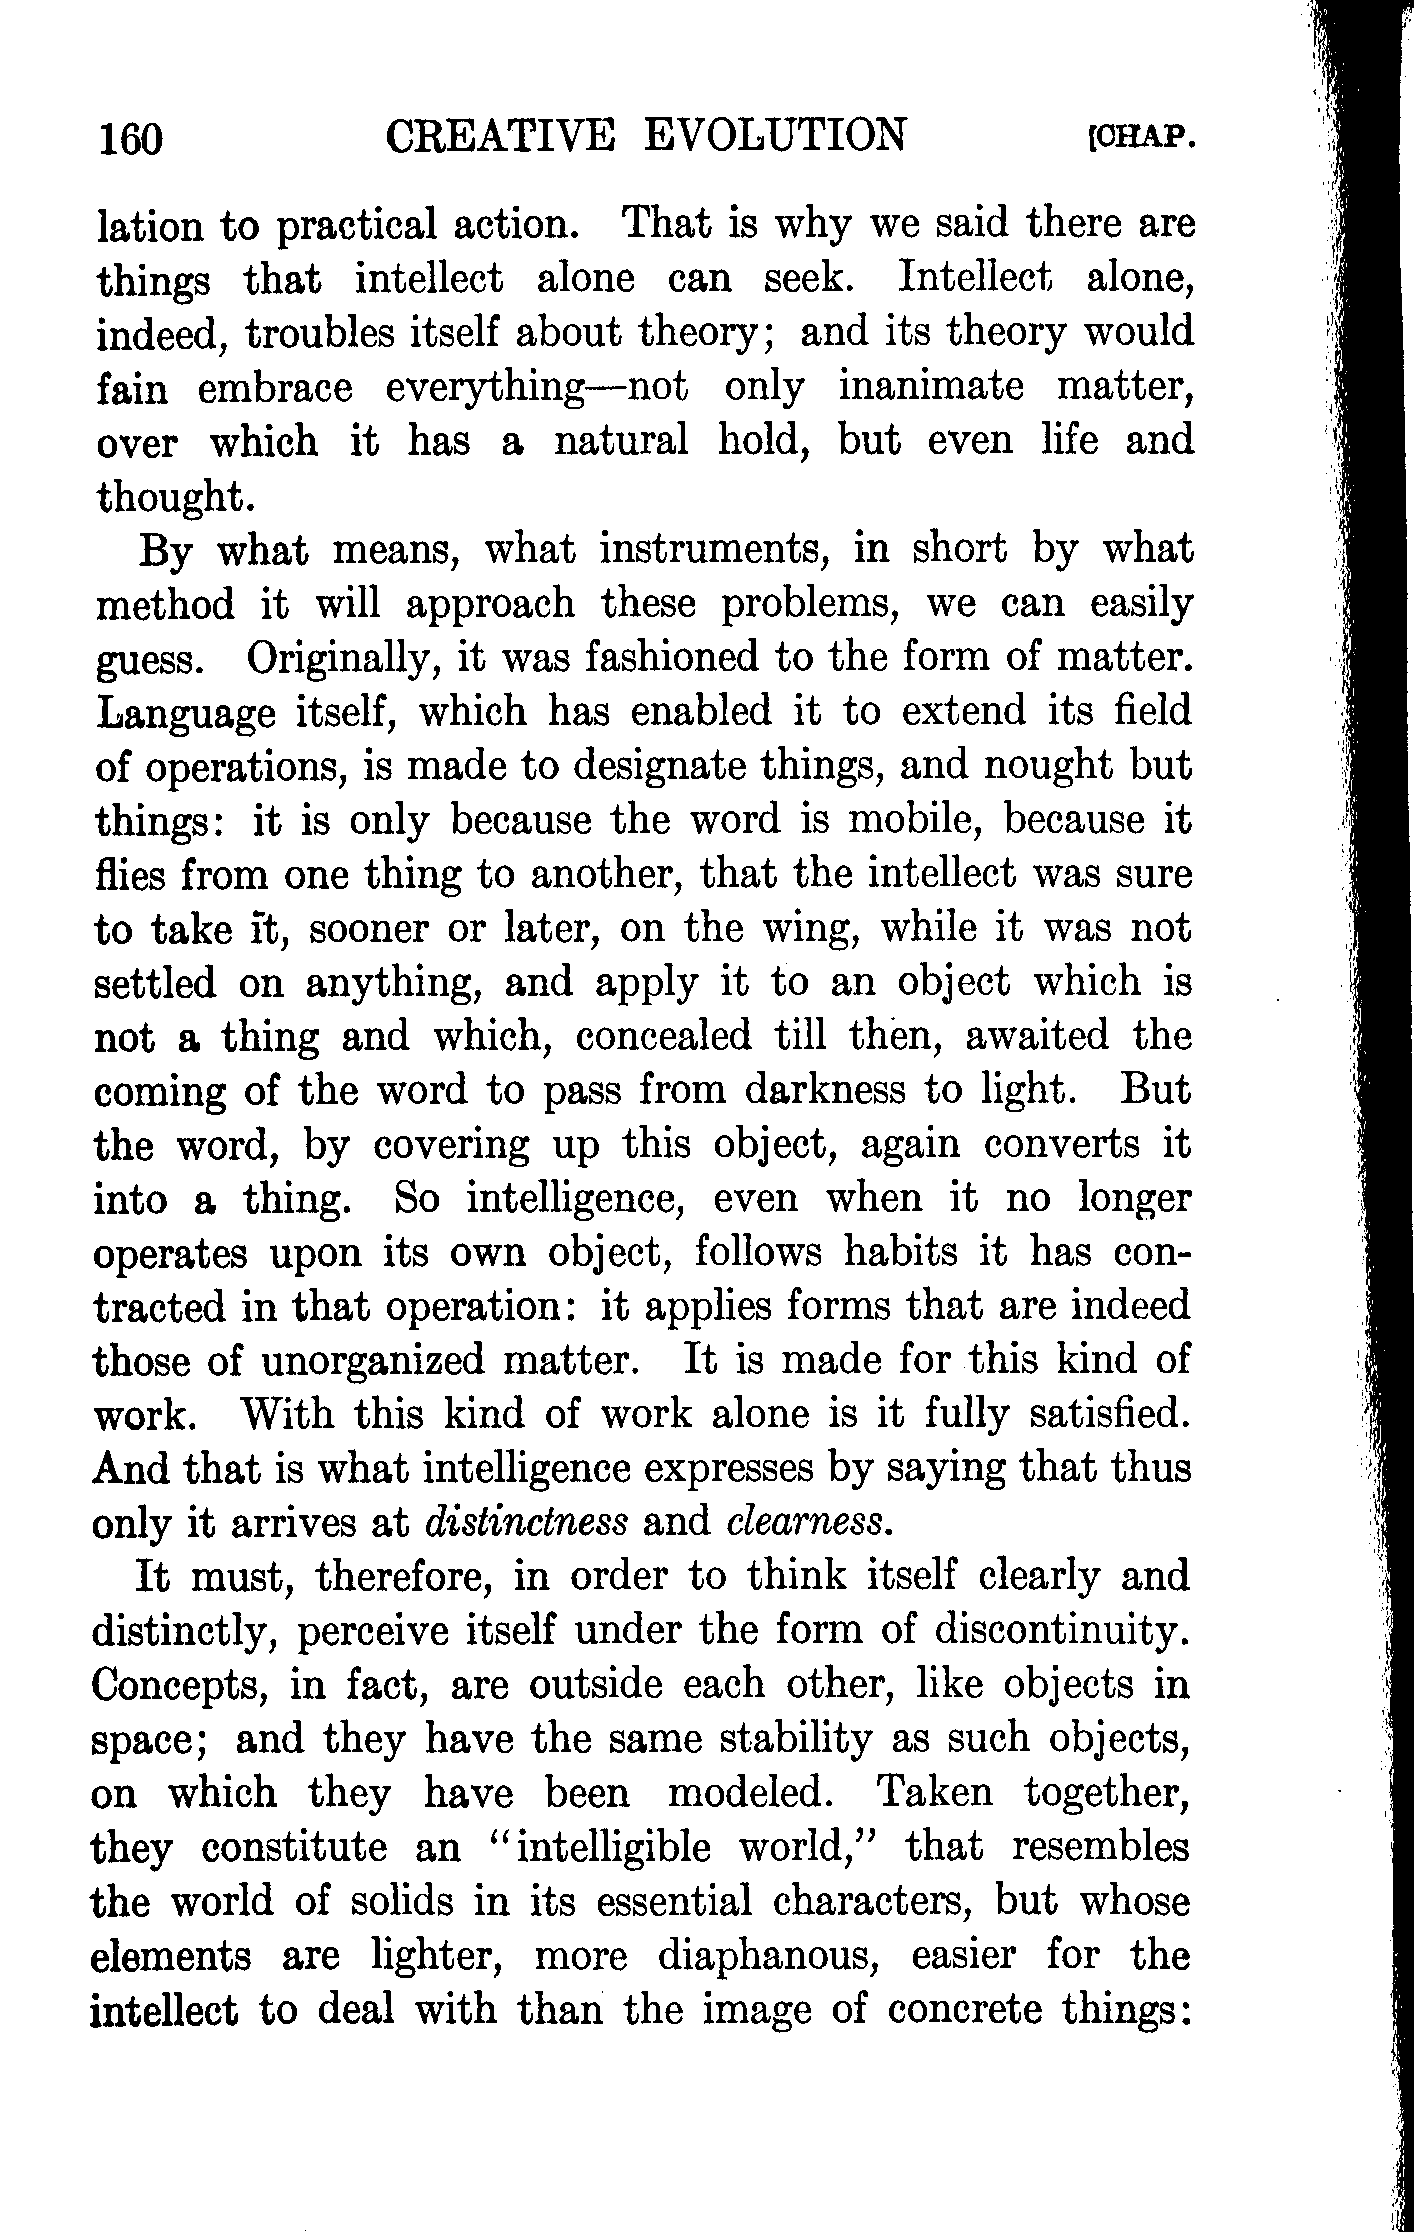 160 CREATIVE EVOLUTION [CHAP.
lation to practical action. That is why we said there are
things that intellect alone can seek. Intellect alone,
indeed, troubles itself about theory; and its theory would
fain embrace everything—not only inanimate matter,
over which it has a natural hold, but even life and
thought.
By what means, what instruments, in short by what
method it will approach these problems, we can easily
guess. Originally, it was fashioned to the form of matter.
Language itself, which has enabled it to extend its field
of operations, is made to designate things, and nought but
things: it is only because the word is mobile, because it
flies from one thing to another, that the intellect was sure
to take it, sooner or later, on the wing, while it was not
settled on anything, and apply it to an object which is
not a thing and which, concealed till then, awaited the
coming of the word to pass from darkness to light. But
the word, by covering up this object, again converts it
into a thing. So intelligence, even when it no longer
operates upon its own object, follows habits it has con-
tracted in that operation: it applies forms that are indeed
those of unorganized matter. It is made for this kind of
work. With this kind of work alone is it fully satisfied.
And that is what intelligence expresses by saying that thus
only it arrives at distinctness and clearness.
It must, therefore, in order to think itself clearly and
distinctly, perceive itself under the form of discontinuity.
Concepts, in fact, are outside each other, like objects in
space; and they have the same stability as such objects,
on which they have been modeled. Taken together,
they constitute an "intelligible world," that resembles
the world of solids in its essential characters, but whose
elements are lighter, more diaphanous, easier for the
intellect to deal with than the image of concrete things: